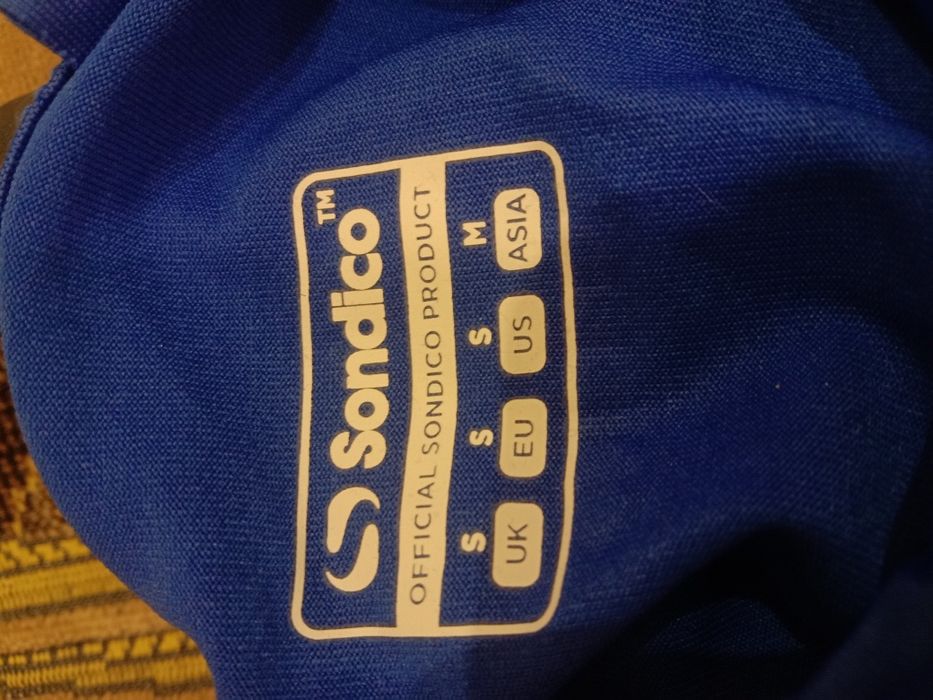 Sondico™
OFFICIAL SONDICO PRODUCT
S S S M
UK EU US ASIA